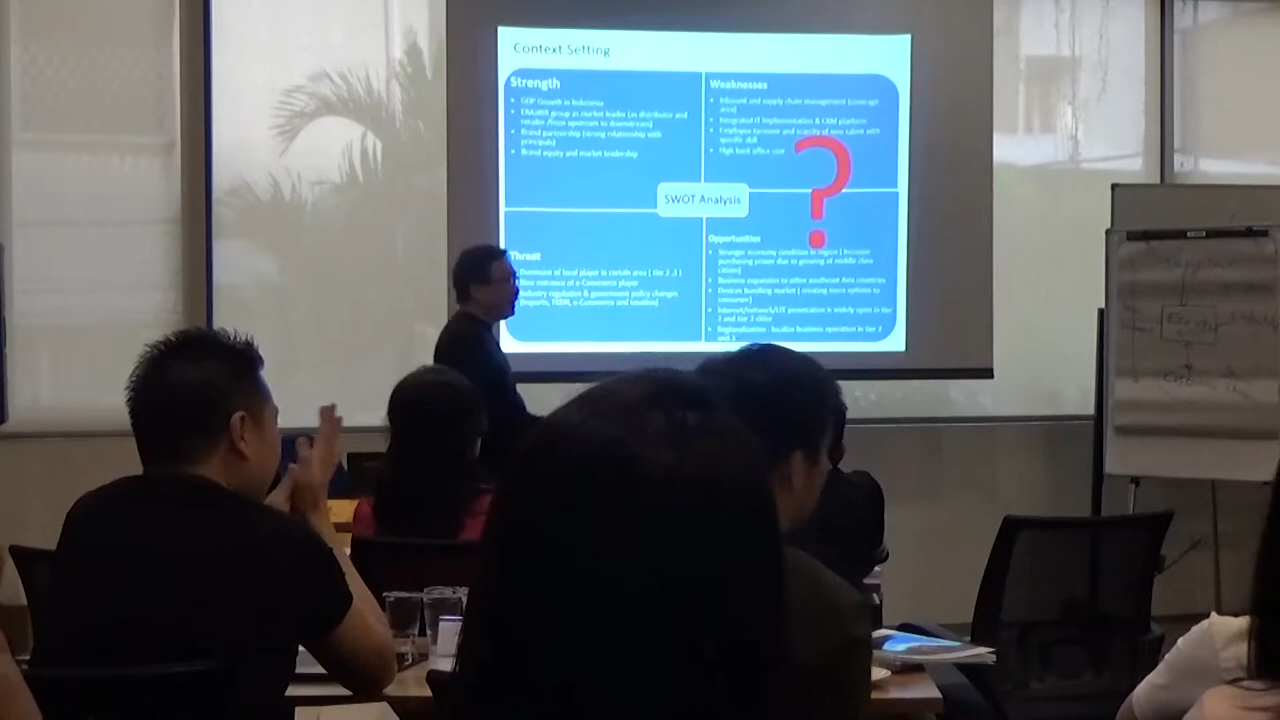 Context Setting
Strength
GDP Growth in Indonesia
group as market leader (as distributor and
retailer /from upstream to downstream)
Brand partnership (strong relationship with
principals)
Brand equity and market leadership
Weaknesses
Inbound and supply chain management (coverage
area)
Integrated IT Implementation & CRM platform
Employee turnover and scarcity of new talent with
specific skill
High back office cost
?
SWOT Analysis
Threat
Dominant of local player in certain area ( tier 2 ,3 )
New entrance of e-Commerce player
Industry regulation & government policy changes
(imports, TKDN, e-Commerce and taxation)
Opportunities
Stronger economy condition in region ( increase
purchasing power due to growing of middle class
citizen)
Business expansion to other southeast Asia countries
Devices bundling market ( creating more options to
consumer)
Internet/network/LTE penetration is widely open in tier
2 and tier 3 cities
Regionalization : localize business operation in tier 2
and 3